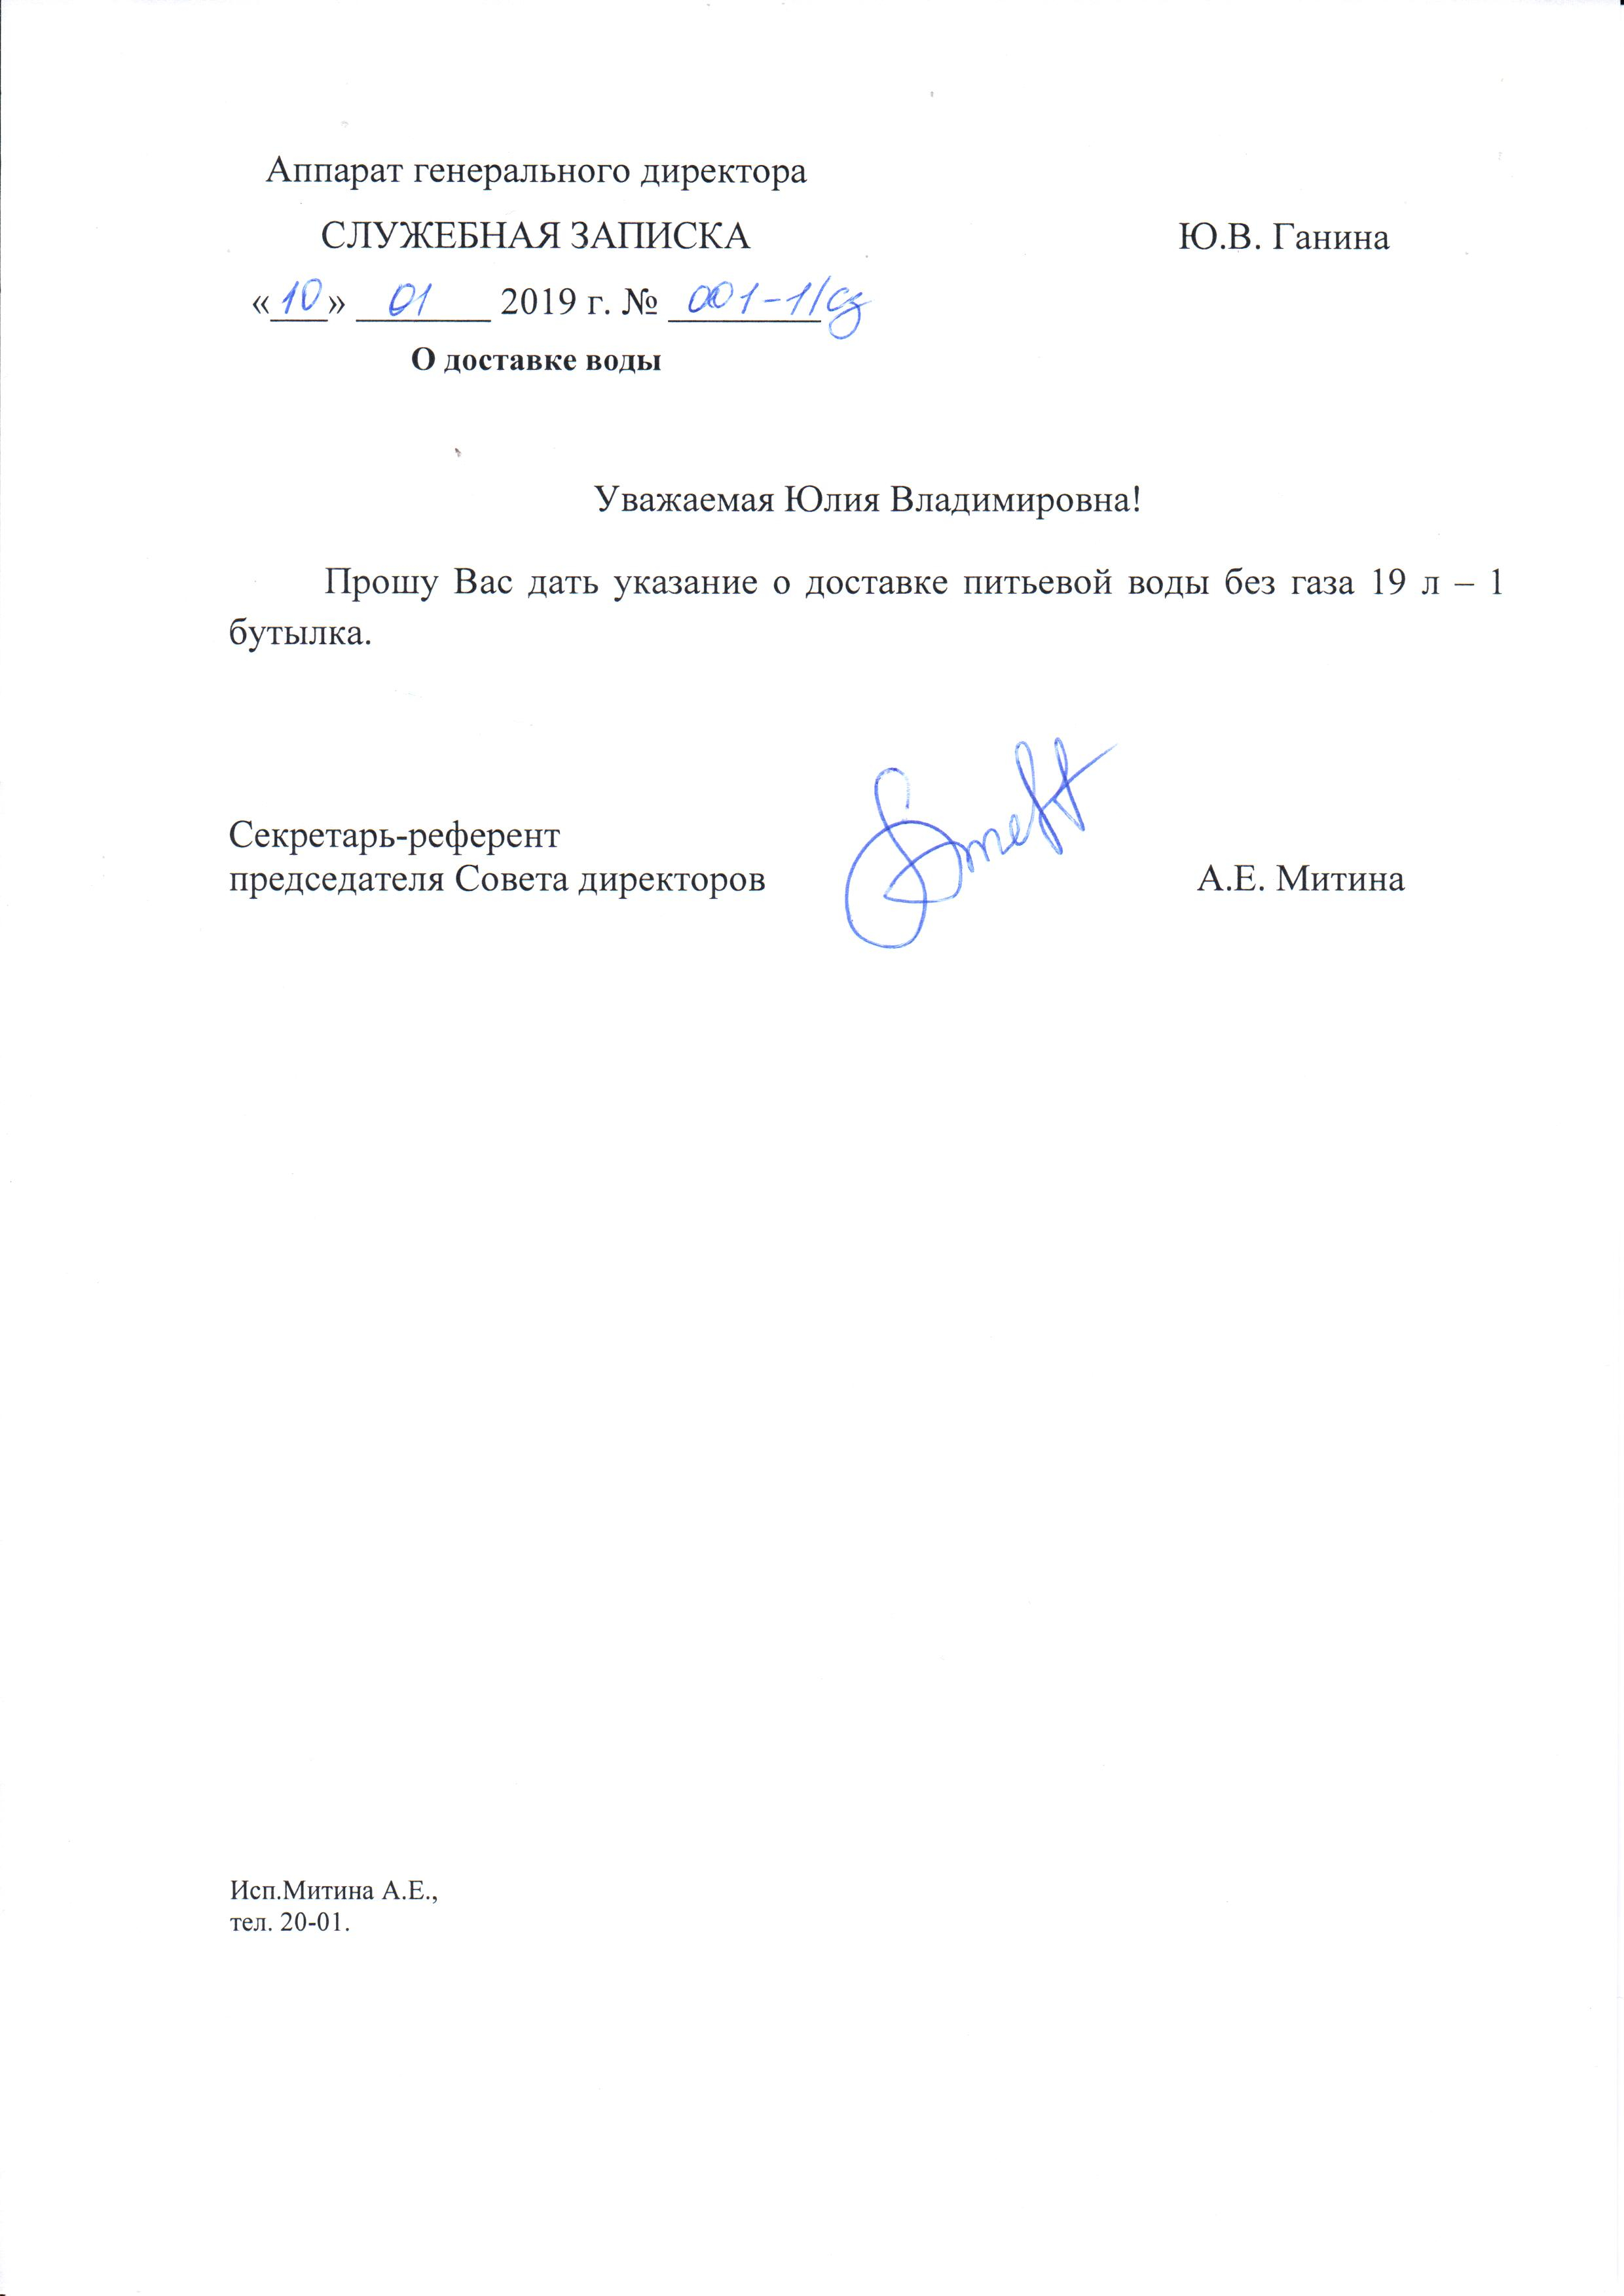 Аппарат генерального директора
СЛУЖЕБНАЯ ЗАПИСКА Ю.В. Ганина
«10» 01 2019 г. № 001-1/сз
О доставке воды
Уважаемая Юлия Владимировна!
Прошу Вас дать указание о доставке питьевой воды без газа 19 л – 1
бутылка.
Секретарь-референт
председателя Совета директоров А.Е. Митина
Исп.Митина А.Е.,
тел. 20-01.